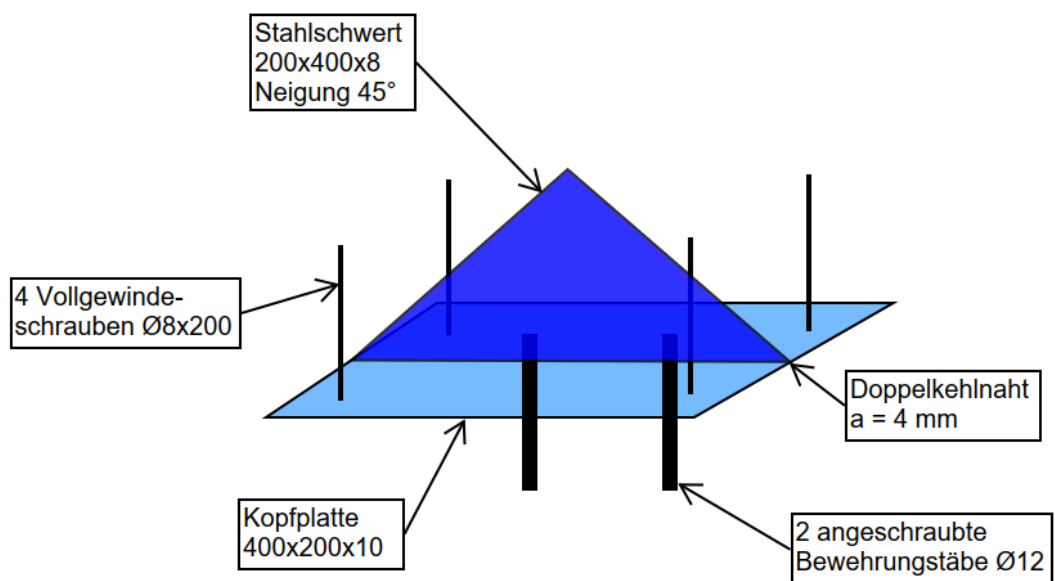 Stahlschwert
200x400x8
Neigung 45°
4 Vollgewinde-
schrauben Ø8x200
Doppelkehlnaht
a = 4 mm
Kopfplatte
400x200x10
2 angeschraubte
Bewehrungstäbe Ø12